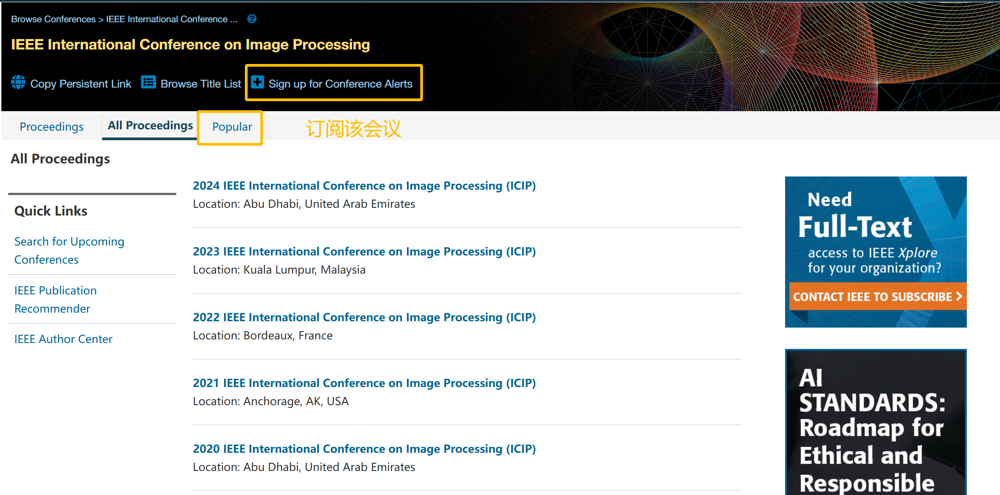 Browse Conferences > IEEE International Conference ... ?
IEEE International Conference on Image Processing
Copy Persistent Link Browse Title List Sign up for Conference Alerts
Proceedings All Proceedings Popular 订阅该会议
All Proceedings
Quick Links
Search for Upcoming
Conferences
IEEE Publication
Recommender
IEEE Author Center
2024 IEEE International Conference on Image Processing (ICIP)
Location: Abu Dhabi, United Arab Emirates
2023 IEEE International Conference on Image Processing (ICIP)
Location: Kuala Lumpur, Malaysia
2022 IEEE International Conference on Image Processing (ICIP)
Location: Bordeaux, France
2021 IEEE International Conference on Image Processing (ICIP)
Location: Anchorage, AK, USA
2020 IEEE International Conference on Image Processing (ICIP)
Location: Abu Dhabi, United Arab Emirates
Need
Full-Text
access to IEEE Xplore
for your organization?
CONTACT IEEE TO SUBSCRIBE >
AI
STANDARDS:
Roadmap for
Ethical and
Responsible